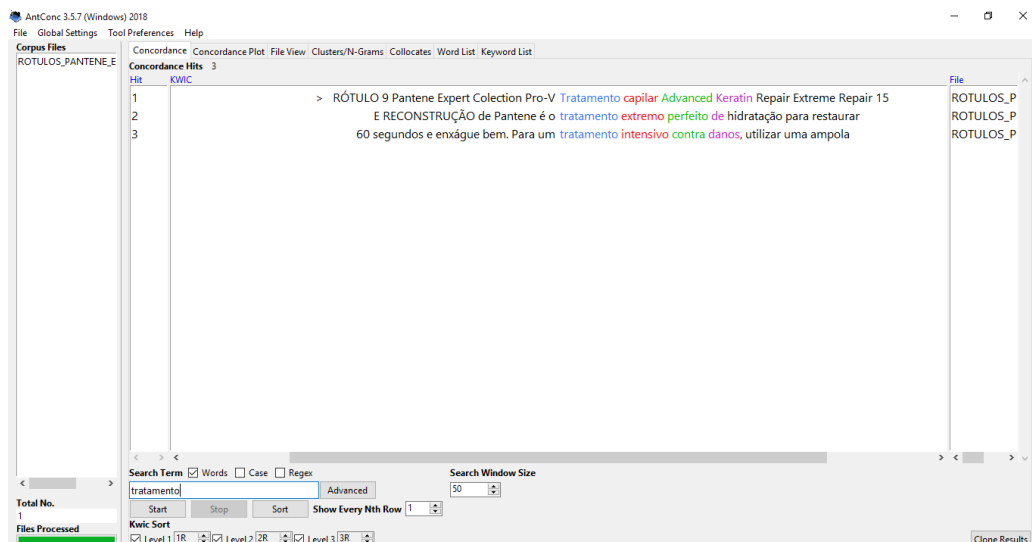 AntConc 3.5.7 (Windows) 2018
File Global Settings Tool Preferences Help
Corpus Files
ROTULOS_PANTENE_E
Concordance Concordance Plot File View Clusters/N-Grams Collocates Word List Keyword List
Concordance Hits 3
Hit KWIC File
1 > RÓTULO 9 Pantene Expert Colection Pro-V Tratamento capilar Advanced Keratin Repair Extreme Repair 15 ROTULOS_P
2 E RECONSTRUÇÃO de Pantene é o tratamento extremo perfeito de hidratação para restaurar ROTULOS_P
3 60 segundos e enxágue bem. Para um tratamento intensivo contra danos, utilizar uma ampola ROTULOS_P
Search Term Words Case Regex Search Window Size
tratamento Advanced 50
Total No.
1
Start Stop Sort Show Every Nth Row 1
Files Processed
Kwic Sort
Level 1 1R Level 2 2R Level 3 3R Clone Results